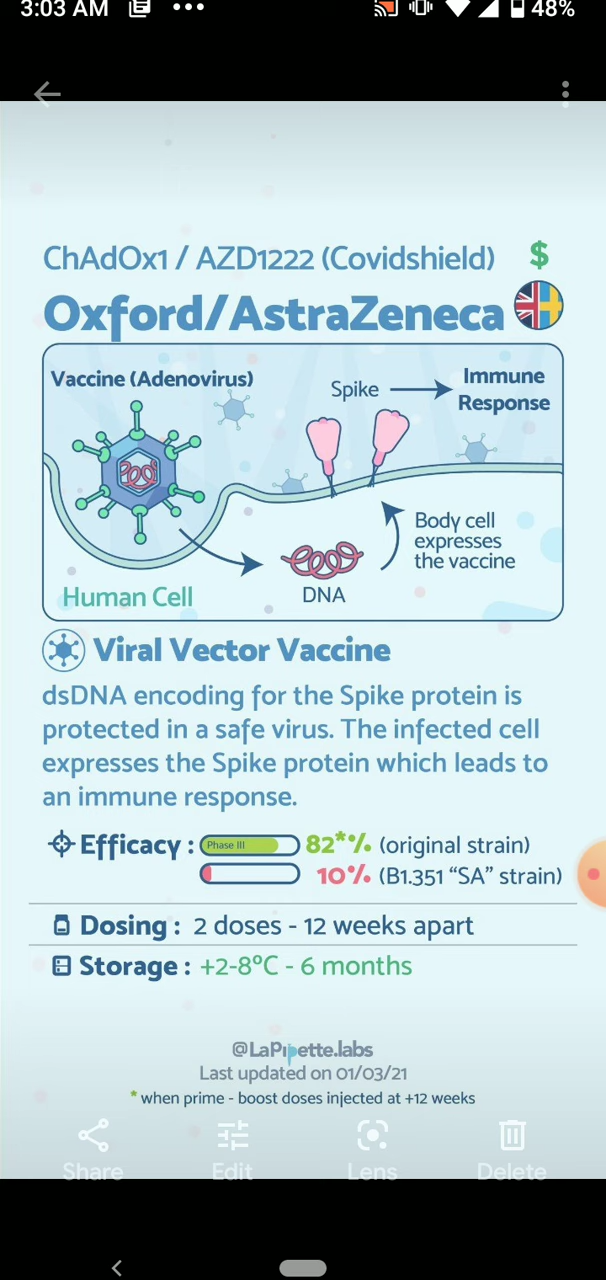 3:03 AM
48%
ChAdOx1 / AZD1222 (Covidshield) $
Oxford/AstraZeneca
Vaccine (Adenovirus)
Spike
Immune
Response
Body cell
expresses
the vaccine
Human Cell
DNA
Viral Vector Vaccine
dsDNA encoding for the Spike protein is
protected in a safe virus. The infected cell
expresses the Spike protein which leads to
an immune response.
Efficacy : Phase III 82*% (original strain)
10% (B1.351 “SA” strain)
Dosing : 2 doses - 12 weeks apart
Storage : +2-8°C - 6 months
@LaPipette.labs
Last updated on 01/03/21
* when prime - boost doses injected at +12 weeks
Share Edit Lens Delete